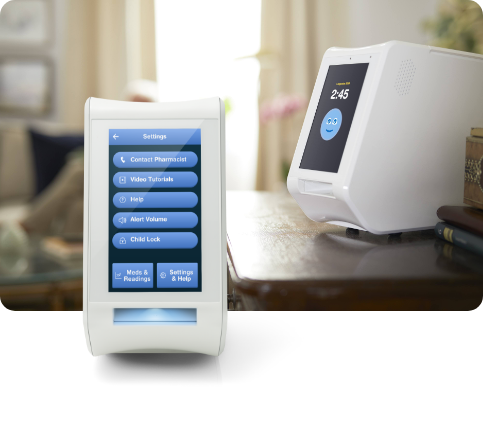 Settings
Contact Pharmacist
Video Tutorials
Help
Alert Volume
Child Lock
Meds &
Readings
Settings
& Help
2:45